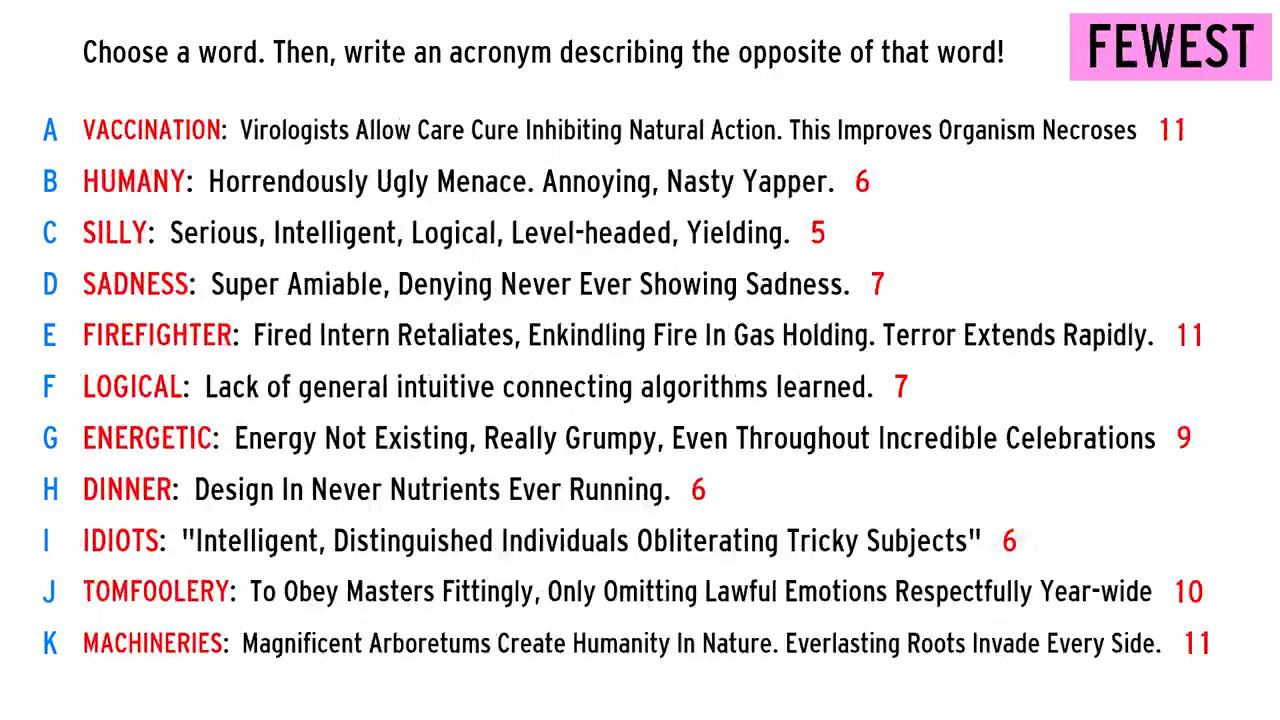 Choose a word. Then, write an acronym describing the opposite of that word!
FEWEST
A VACCINATION: Virologists Allow Care Cure Inhibiting Natural Action. This Improves Organism Necroses 11
B HUMANY: Horrendously Ugly Menace. Annoying, Nasty Yapper. 6
C SILLY: Serious, Intelligent, Logical, Level-headed, Yielding. 5
D SADNESS: Super Amiable, Denying Never Ever Showing Sadness. 7
E FIREFIGHTER: Fired Intern Retaliates, Enkindling Fire In Gas Holding. Terror Extends Rapidly. 11
F LOGICAL: Lack of general intuitive connecting algorithms learned. 7
G ENERGETIC: Energy Not Existing, Really Grumpy, Even Throughout Incredible Celebrations 9
H DINNER: Design In Never Nutrients Ever Running. 6
I IDIOTS: "Intelligent, Distinguished Individuals Obliterating Tricky Subjects" 6
J TOMFOOLERY: To Obey Masters Fittingly, Only Omitting Lawful Emotions Respectfully Year-wide 10
K MACHINERIES: Magnificent Arboretums Create Humanity In Nature. Everlasting Roots Invade Every Side. 11